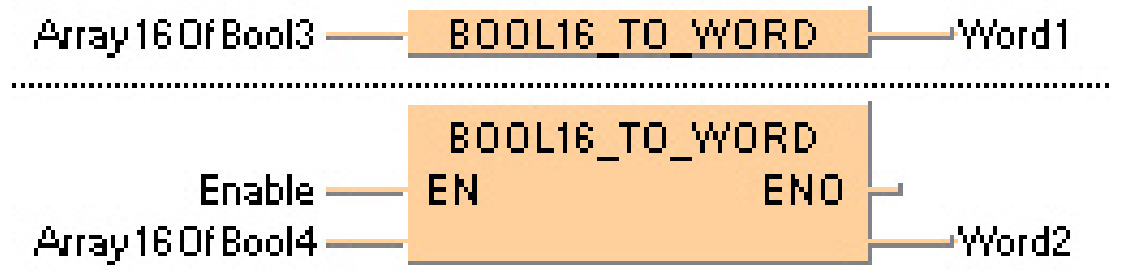 Array16OfBool3 BOOL16_TO_WORD Word1
BOOL16_TO_WORD
Enable EN ENO
Array16OfBool4 Word2